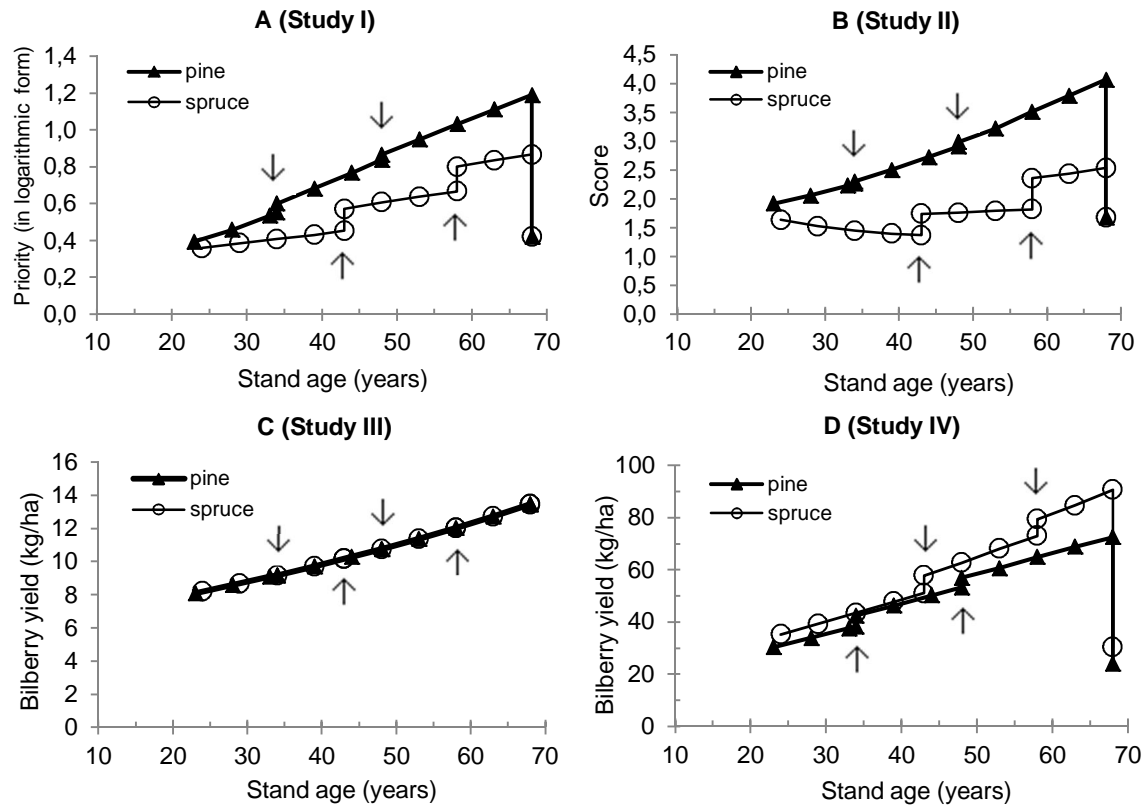 A (Study I)
Priority (in logarithmic form)
1,4
1,2
1,0
0,8
0,6
0,4
0,2
0,0
pine
spruce
10 20 30 40 50 60 70
Stand age (years)
B (Study II)
Score
4,5
4,0
3,5
3,0
2,5
2,0
1,5
1,0
0,5
0,0
pine
spruce
10 20 30 40 50 60 70
Stand age (years)
C (Study III)
Bilberry yield (kg/ha)
16
14
12
10
8
6
4
2
0
pine
spruce
10 20 30 40 50 60 70
Stand age (years)
D (Study IV)
Bilberry yield (kg/ha)
100
80
60
40
20
0
pine
spruce
10 20 30 40 50 60 70
Stand age (years)